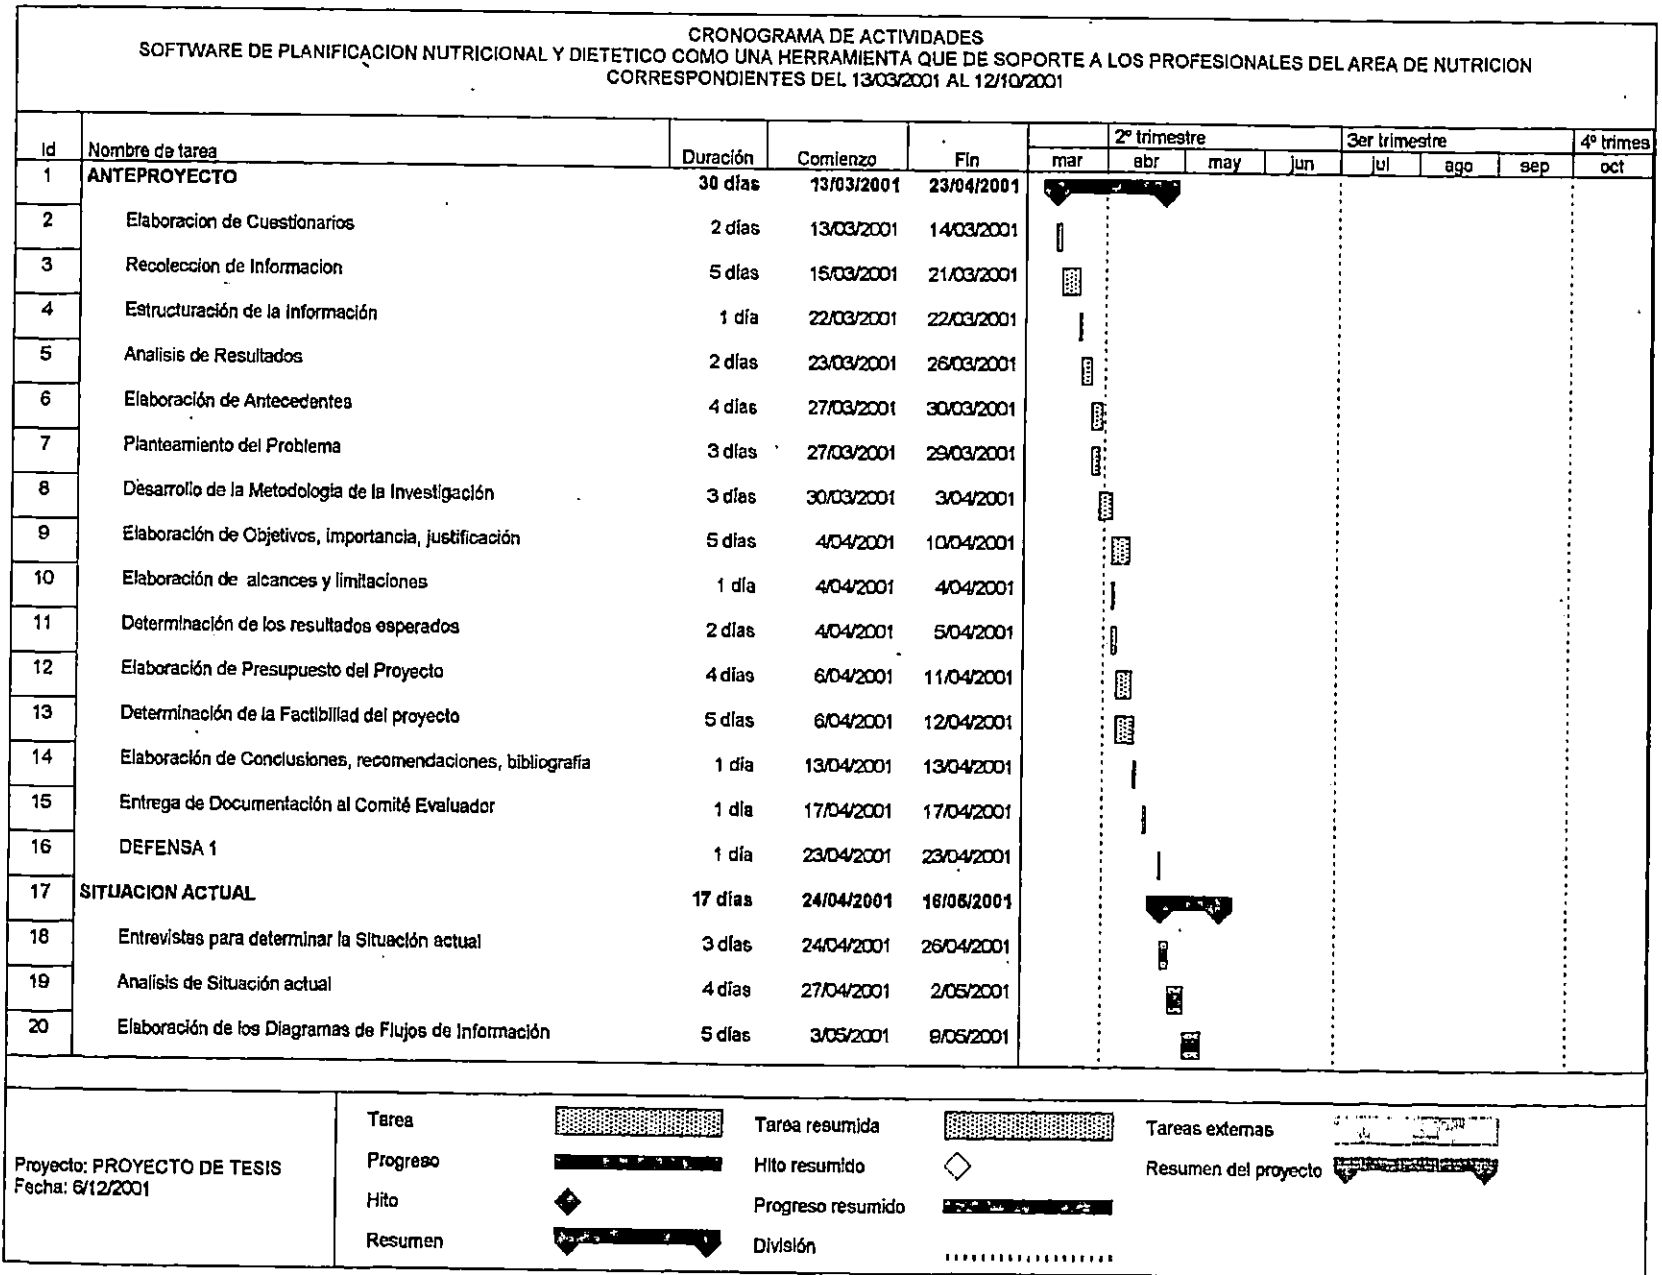 CRONOGRAMA DE ACTIVIDADES
SOFTWARE DE PLANIFICACION NUTRICIONAL Y DIETETICO COMO UNA HERRAMIENTA QUE DE SOPORTE A LOS PROFESIONALES DEL AREA DE NUTRICION
CORRESPONDIENTES DEL 13/03/2001 AL 12/10/2001
2º trimestre 3er trimestre 4º trimes
Id Nombre de tarea Duración Comienzo Fin mar abr may jun jul ago sep oct
1 ANTEPROYECTO 30 días 13/03/2001 23/04/2001
2 Elaboracion de Cuestionarios 2 días 13/03/2001 14/03/2001
3 Recoleccion de Informacion 5 días 15/03/2001 21/03/2001
4 Estructuración de la Información 1 día 22/03/2001 22/03/2001
5 Analisis de Resultados 2 días 23/03/2001 26/03/2001
6 Elaboración de Antecedentes 4 días 27/03/2001 30/03/2001
7 Planteamiento del Problema 3 días 27/03/2001 29/03/2001
8 Desarrollo de la Metodologia de la Investigación 3 días 30/03/2001 3/04/2001
9 Elaboración de Objetivos, importancia, justificación 5 días 4/04/2001 10/04/2001
10 Elaboración de alcances y limitaciones 1 día 4/04/2001 4/04/2001
11 Determinación de los resultados esperados 2 días 4/04/2001 5/04/2001
12 Elaboración de Presupuesto del Proyecto 4 días 6/04/2001 11/04/2001
13 Determinación de la Factibiliad del proyecto 5 días 6/04/2001 12/04/2001
14 Elaboración de Conclusiones, recomendaciones, bibliografía 1 día 13/04/2001 13/04/2001
15 Entrega de Documentación al Comité Evaluador 1 día 17/04/2001 17/04/2001
16 DEFENSA 1 1 día 23/04/2001 23/04/2001
17 SITUACION ACTUAL 17 días 24/04/2001 16/05/2001
18 Entrevistas para determinar la Situación actual 3 días 24/04/2001 26/04/2001
19 Analisis de Situación actual 4 días 27/04/2001 2/05/2001
20 Elaboración de los Diagramas de Flujos de Información 5 días 3/05/2001 9/05/2001
Proyecto: PROYECTO DE TESIS
Fecha: 6/12/2001
Tarea Tarea resumida Tareas externas
Progreso Hito resumido Resumen del proyecto
Hito Progreso resumido
Resumen División